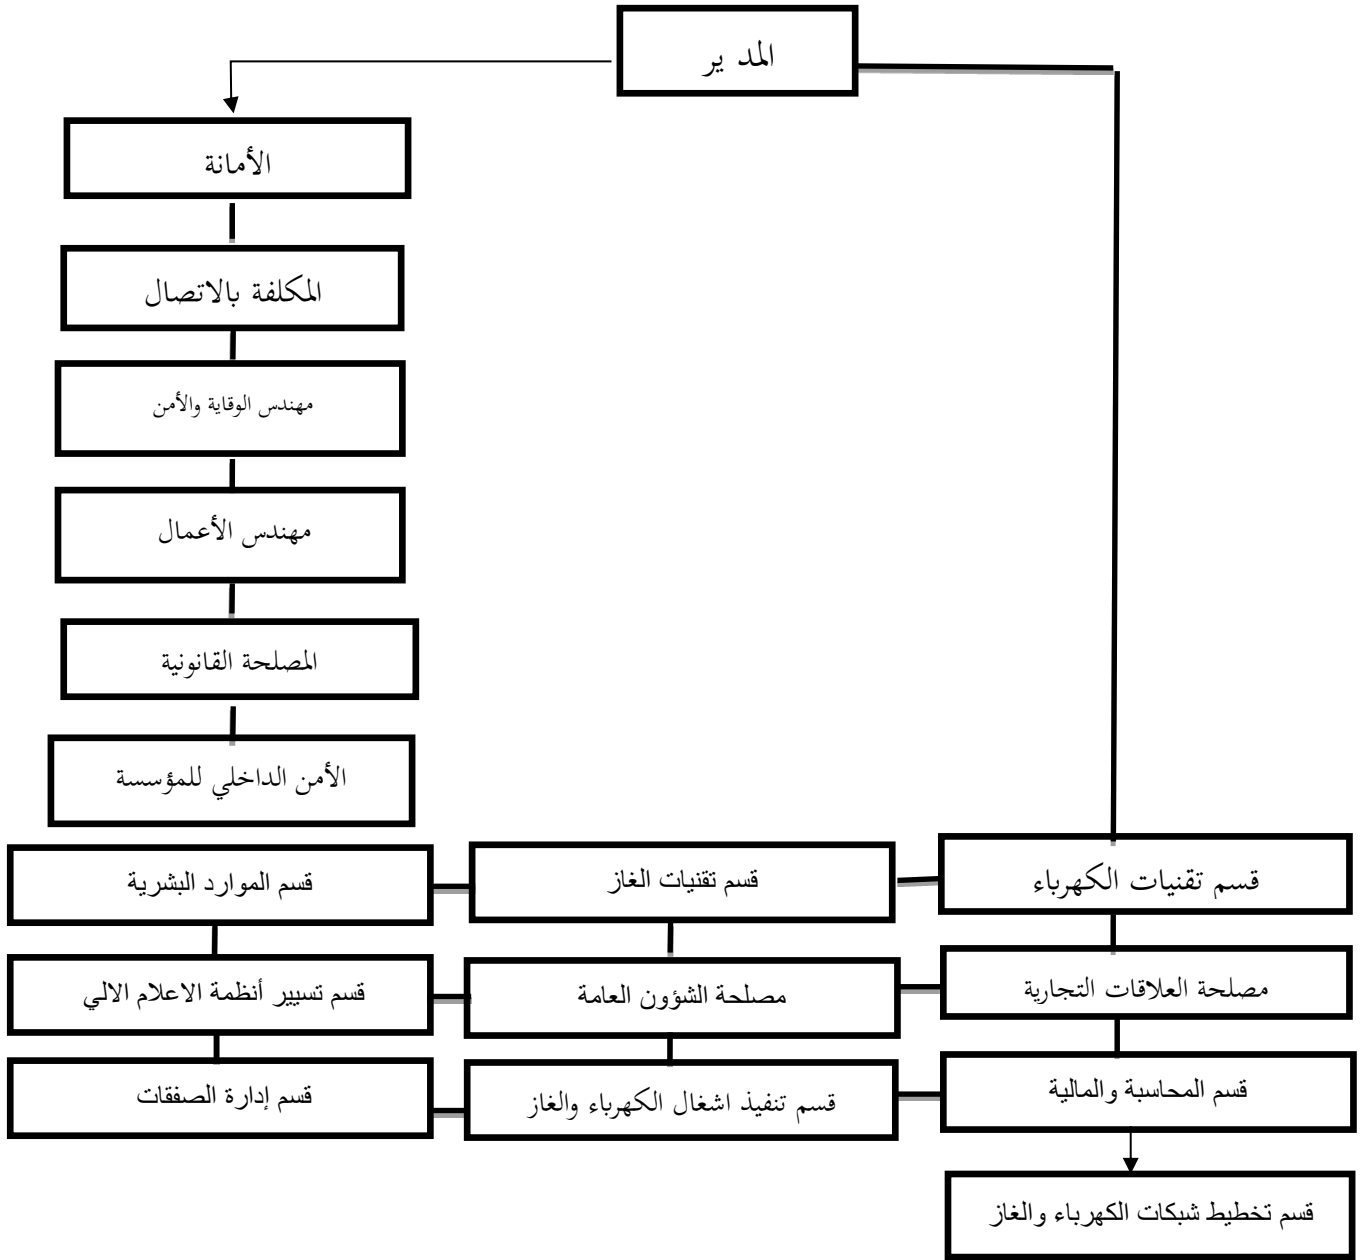 المد ير
الأمانة
المكلفة بالاتصال
مهندس الوقاية والأمن
مهندس الأعمال
المصلحة القانونية
الأمن الداخلي للمؤسسة
قسم تقنيات الكهرباء
قسم تقنيات الغاز
قسم الموارد البشرية
مصلحة العلاقات التجارية
مصلحة الشؤون العامة
قسم تسيير أنظمة الاعلام الالي
قسم المحاسبة والمالية
قسم تنفيذ اشغال الكهرباء والغاز
قسم إدارة الصفقات
قسم تخطيط شبكات الكهرباء والغاز